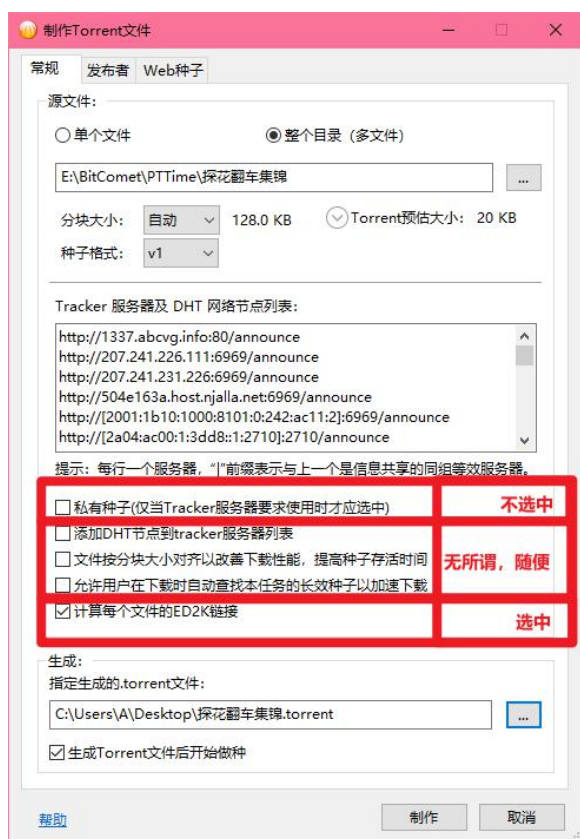 制作Torrent文件
常规 发布者 Web种子
源文件:
单个文件 整个目录（多文件）
E:\BitComet\PTTime\探花翻车集锦 ...
分块大小: 自动 128.0 KB Torrent预估大小: 20 KB
种子格式: v1
Tracker 服务器及 DHT 网络节点列表:
http://1337.abcvg.info:80/announce
http://207.241.226.111:6969/announce
http://207.241.231.226:6969/announce
http://504e163a.host.njalla.net:6969/announce
http://[2001:1b10:1000:8101:0:242:ac11:2]:6969/announce
http://[2a04:ac00:1:3dd8::1:2710]:2710/announce
提示: 每行一个服务器，"|"前缀表示与上一个是信息共享的同组等效服务器。
私有种子(仅当Tracker服务器要求使用时才应选中) 不选中
添加DHT节点到tracker服务器列表
文件按分块大小对齐以改善下载性能，提高种子存活时间 无所谓，随便
允许用户在下载时自动查找本任务的长效种子以加速下载
计算每个文件的ED2K链接 选中
生成:
指定生成的.torrent文件:
C:\Users\A\Desktop\探花翻车集锦.torrent ...
生成Torrent文件后开始做种
帮助 制作 取消